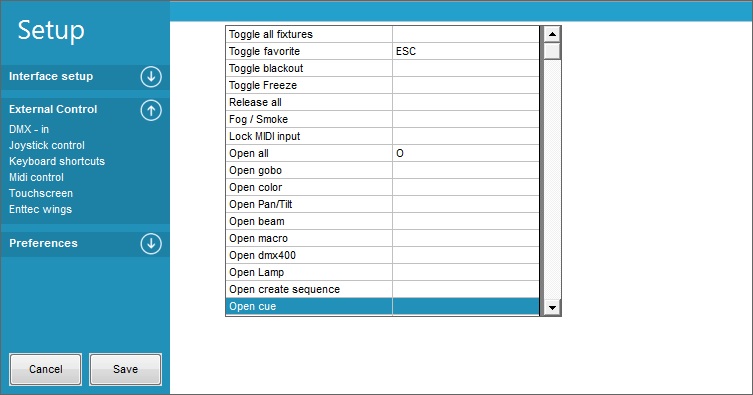 Setup
Interface setup
External Control
DMX - in
Joystick control
Keyboard shortcuts
Midi control
Touchscreen
Enttec wings
Preferences
Cancel
Save
Toggle all fixtures
Toggle favorite ESC
Toggle blackout
Toggle Freeze
Release all
Fog / Smoke
Lock MIDI input
Open all O
Open gobo
Open color
Open Pan/Tilt
Open beam
Open macro
Open dmx400
Open Lamp
Open create sequence
Open cue